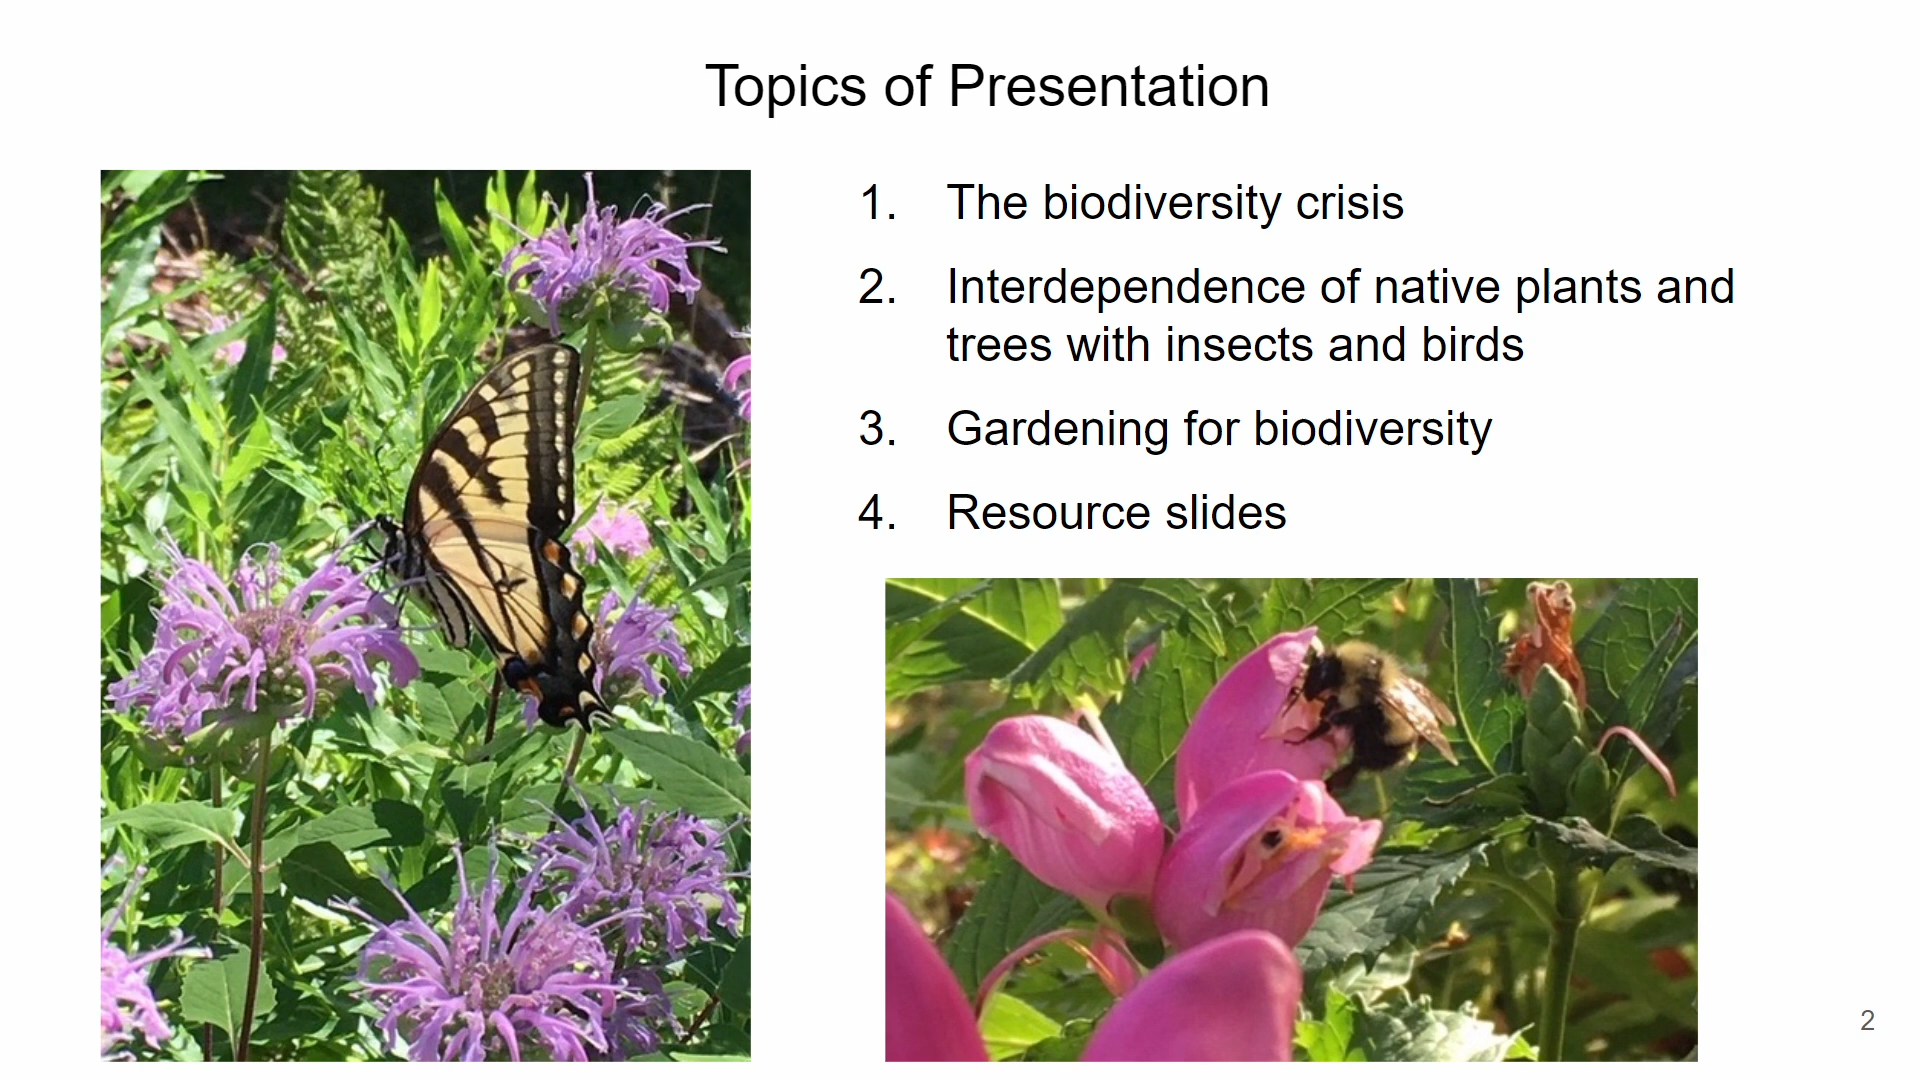 Topics of Presentation
1. The biodiversity crisis
2. Interdependence of native plants and
trees with insects and birds
3. Gardening for biodiversity
4. Resource slides
2